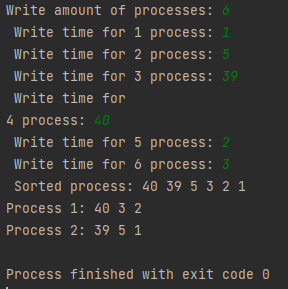 Write amount of processes: 6
Write time for 1 process: 1
Write time for 2 process: 5
Write time for 3 process: 39
Write time for
4 process: 40
Write time for 5 process: 2
Write time for 6 process: 3
Sorted process: 40 39 5 3 2 1
Process 1: 40 3 2
Process 2: 39 5 1
Process finished with exit code 0